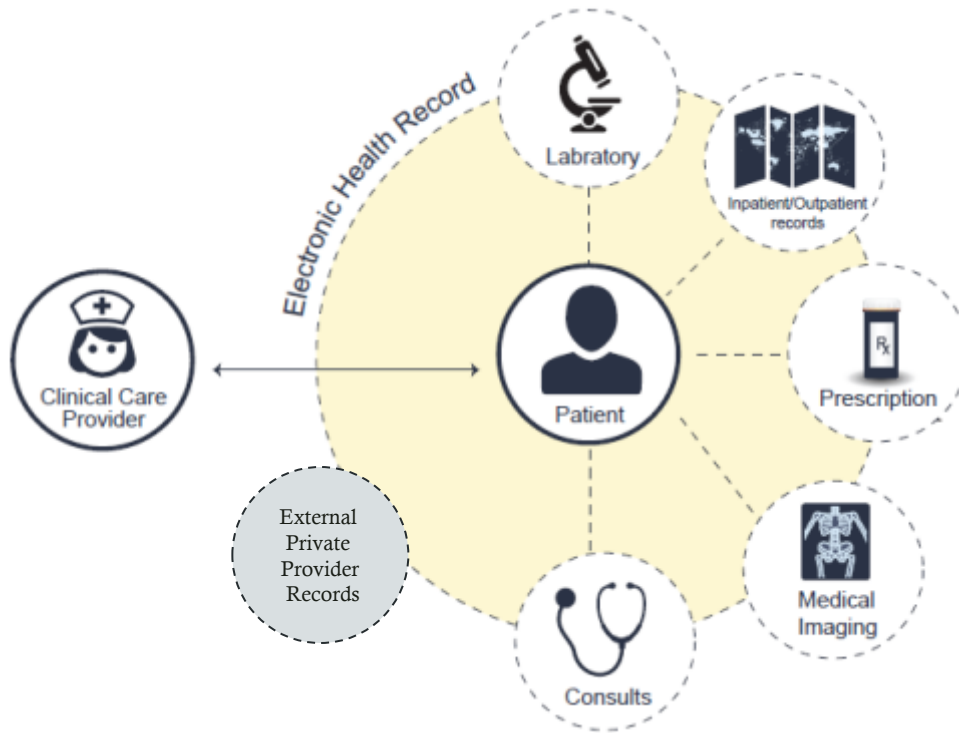 Electronic Health Record
Labratory
Inpatient/Outpatient
records
Clinical Care
Provider
Patient
Rx
Prescription
External
Private
Provider
Records
Medical
Imaging
Consults